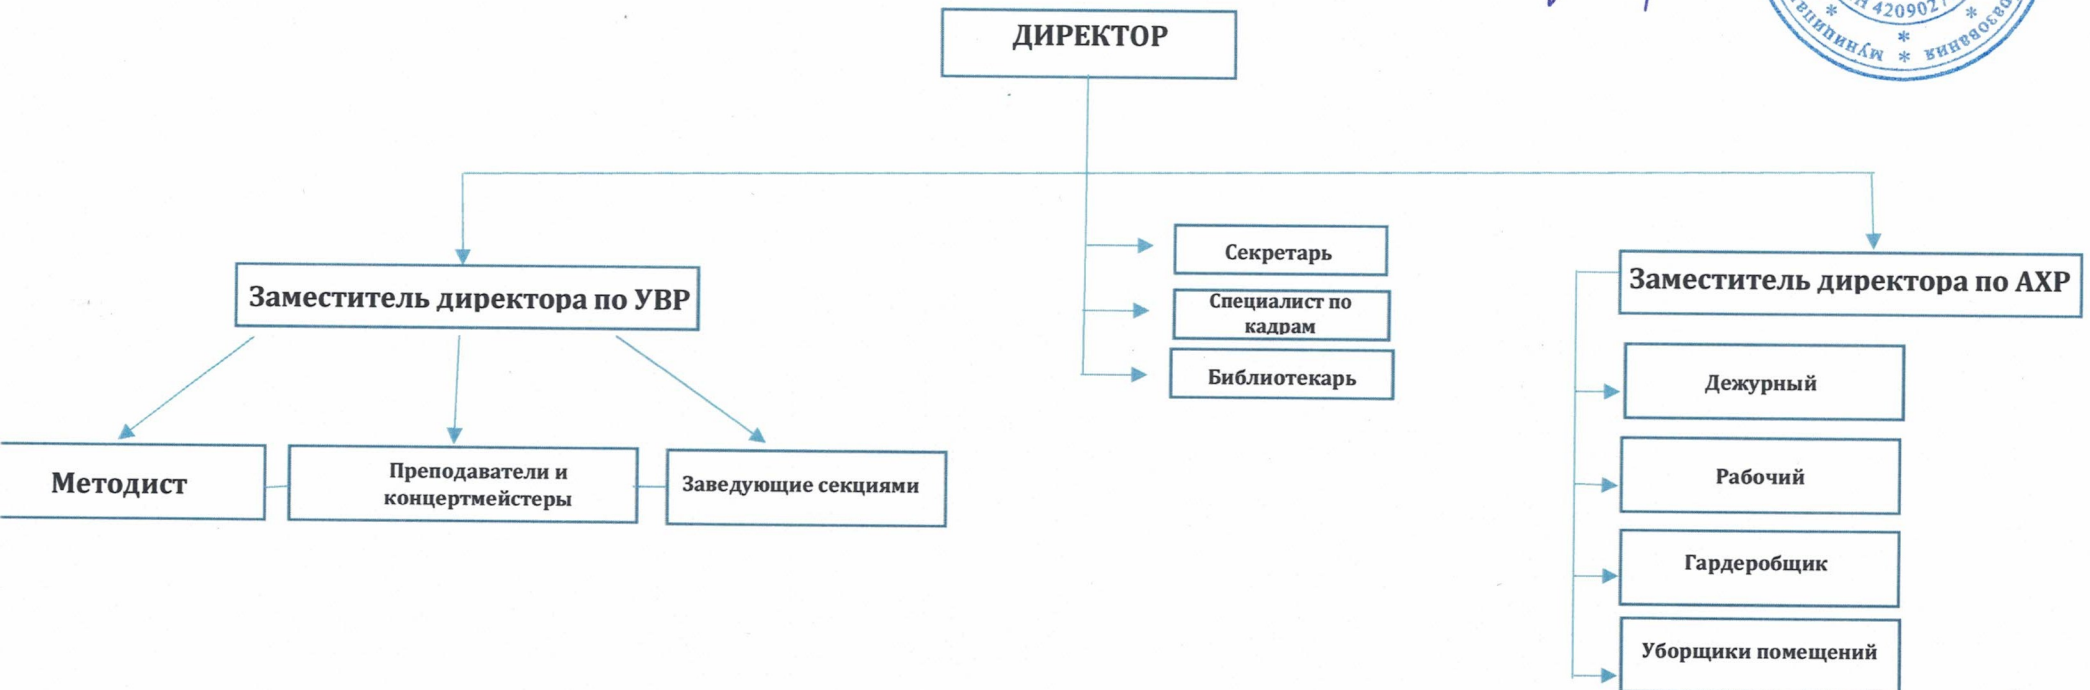 ДИРЕКТОР
Секретарь
Заместитель директора по УВР
Специалист по
кадрам
Заместитель директора по АХР
Библиотекарь
Дежурный
Методист
Преподаватели и
концертмейстеры
Заведующие секциями
Рабочий
Гардеробщик
Уборщики помещений